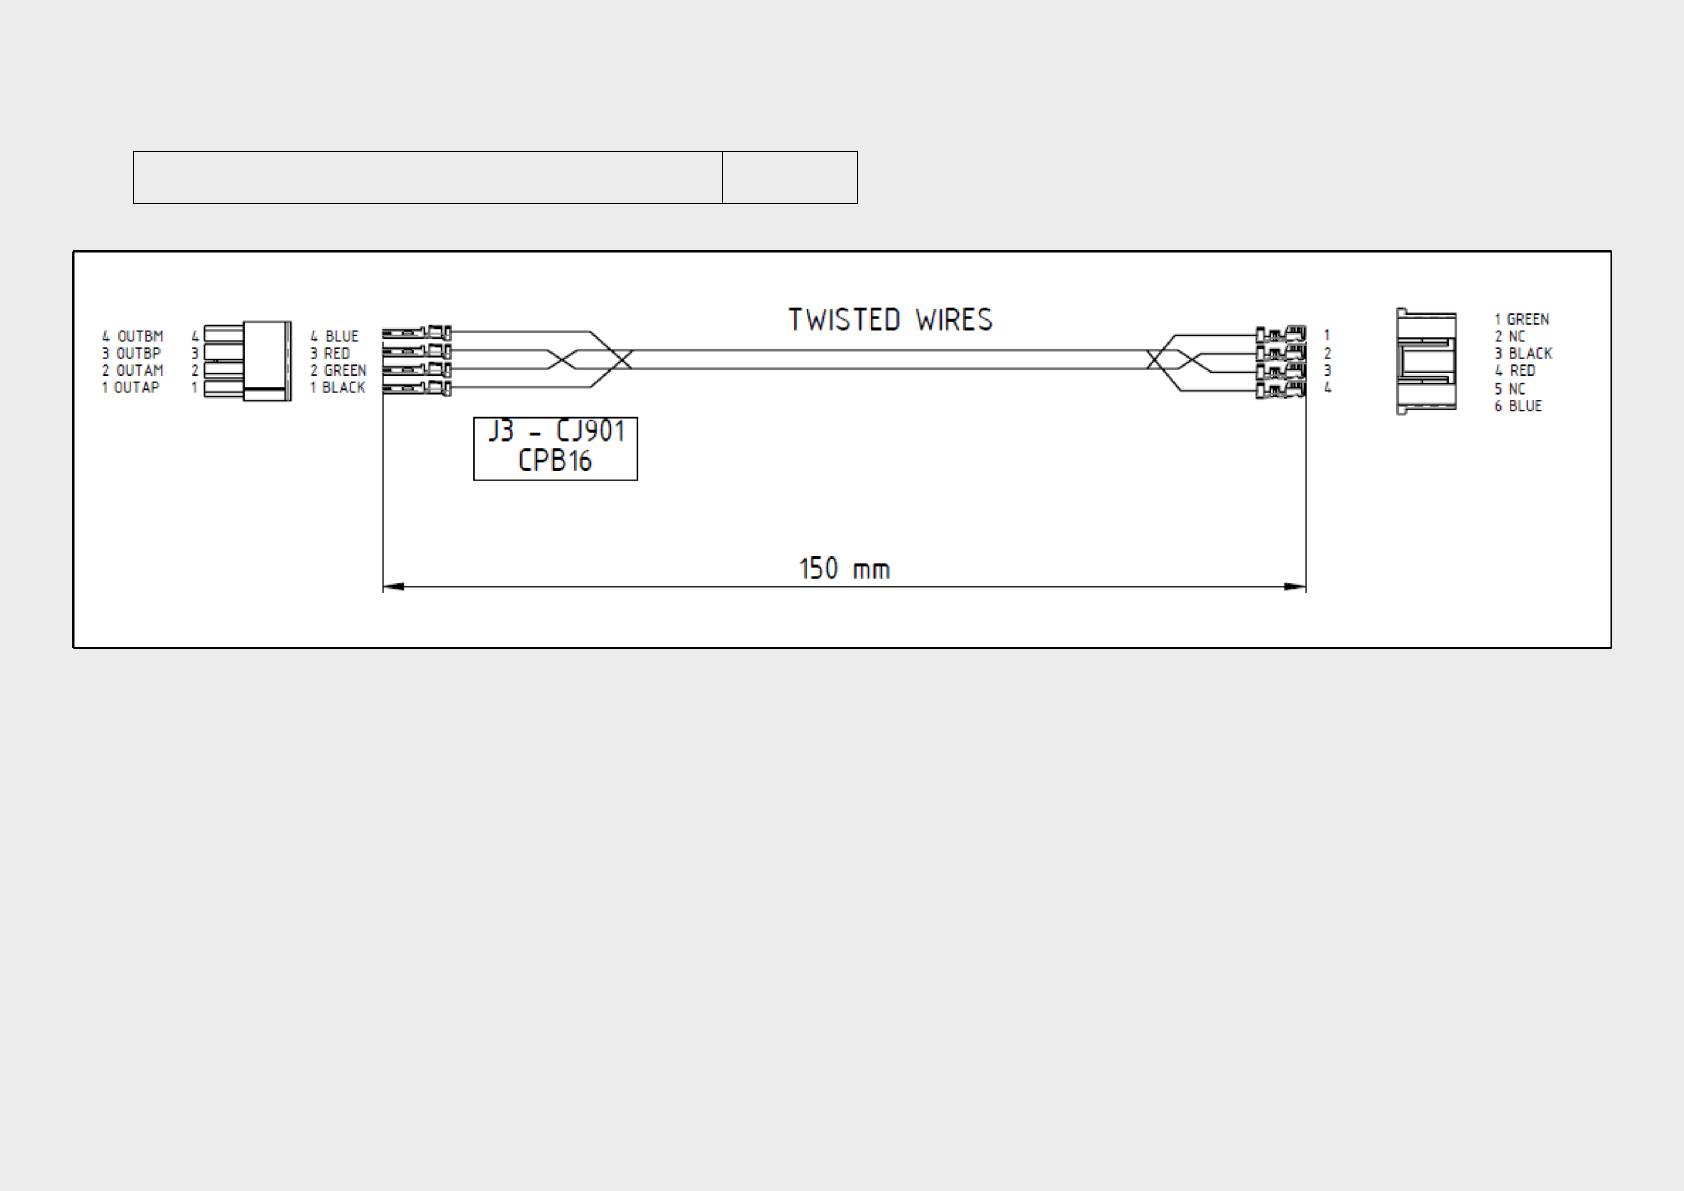 TWISTED WIRES
4 OUTBM
3 OUTBP
2 OUTAM
1 OUTAP
4
3
2
1
4 BLUE
3 RED
2 GREEN
1 BLACK
J3 - CJ901
CPB16
150 mm
1
2
3
4
1 GREEN
2 NC
3 BLACK
4 RED
5 NC
6 BLUE